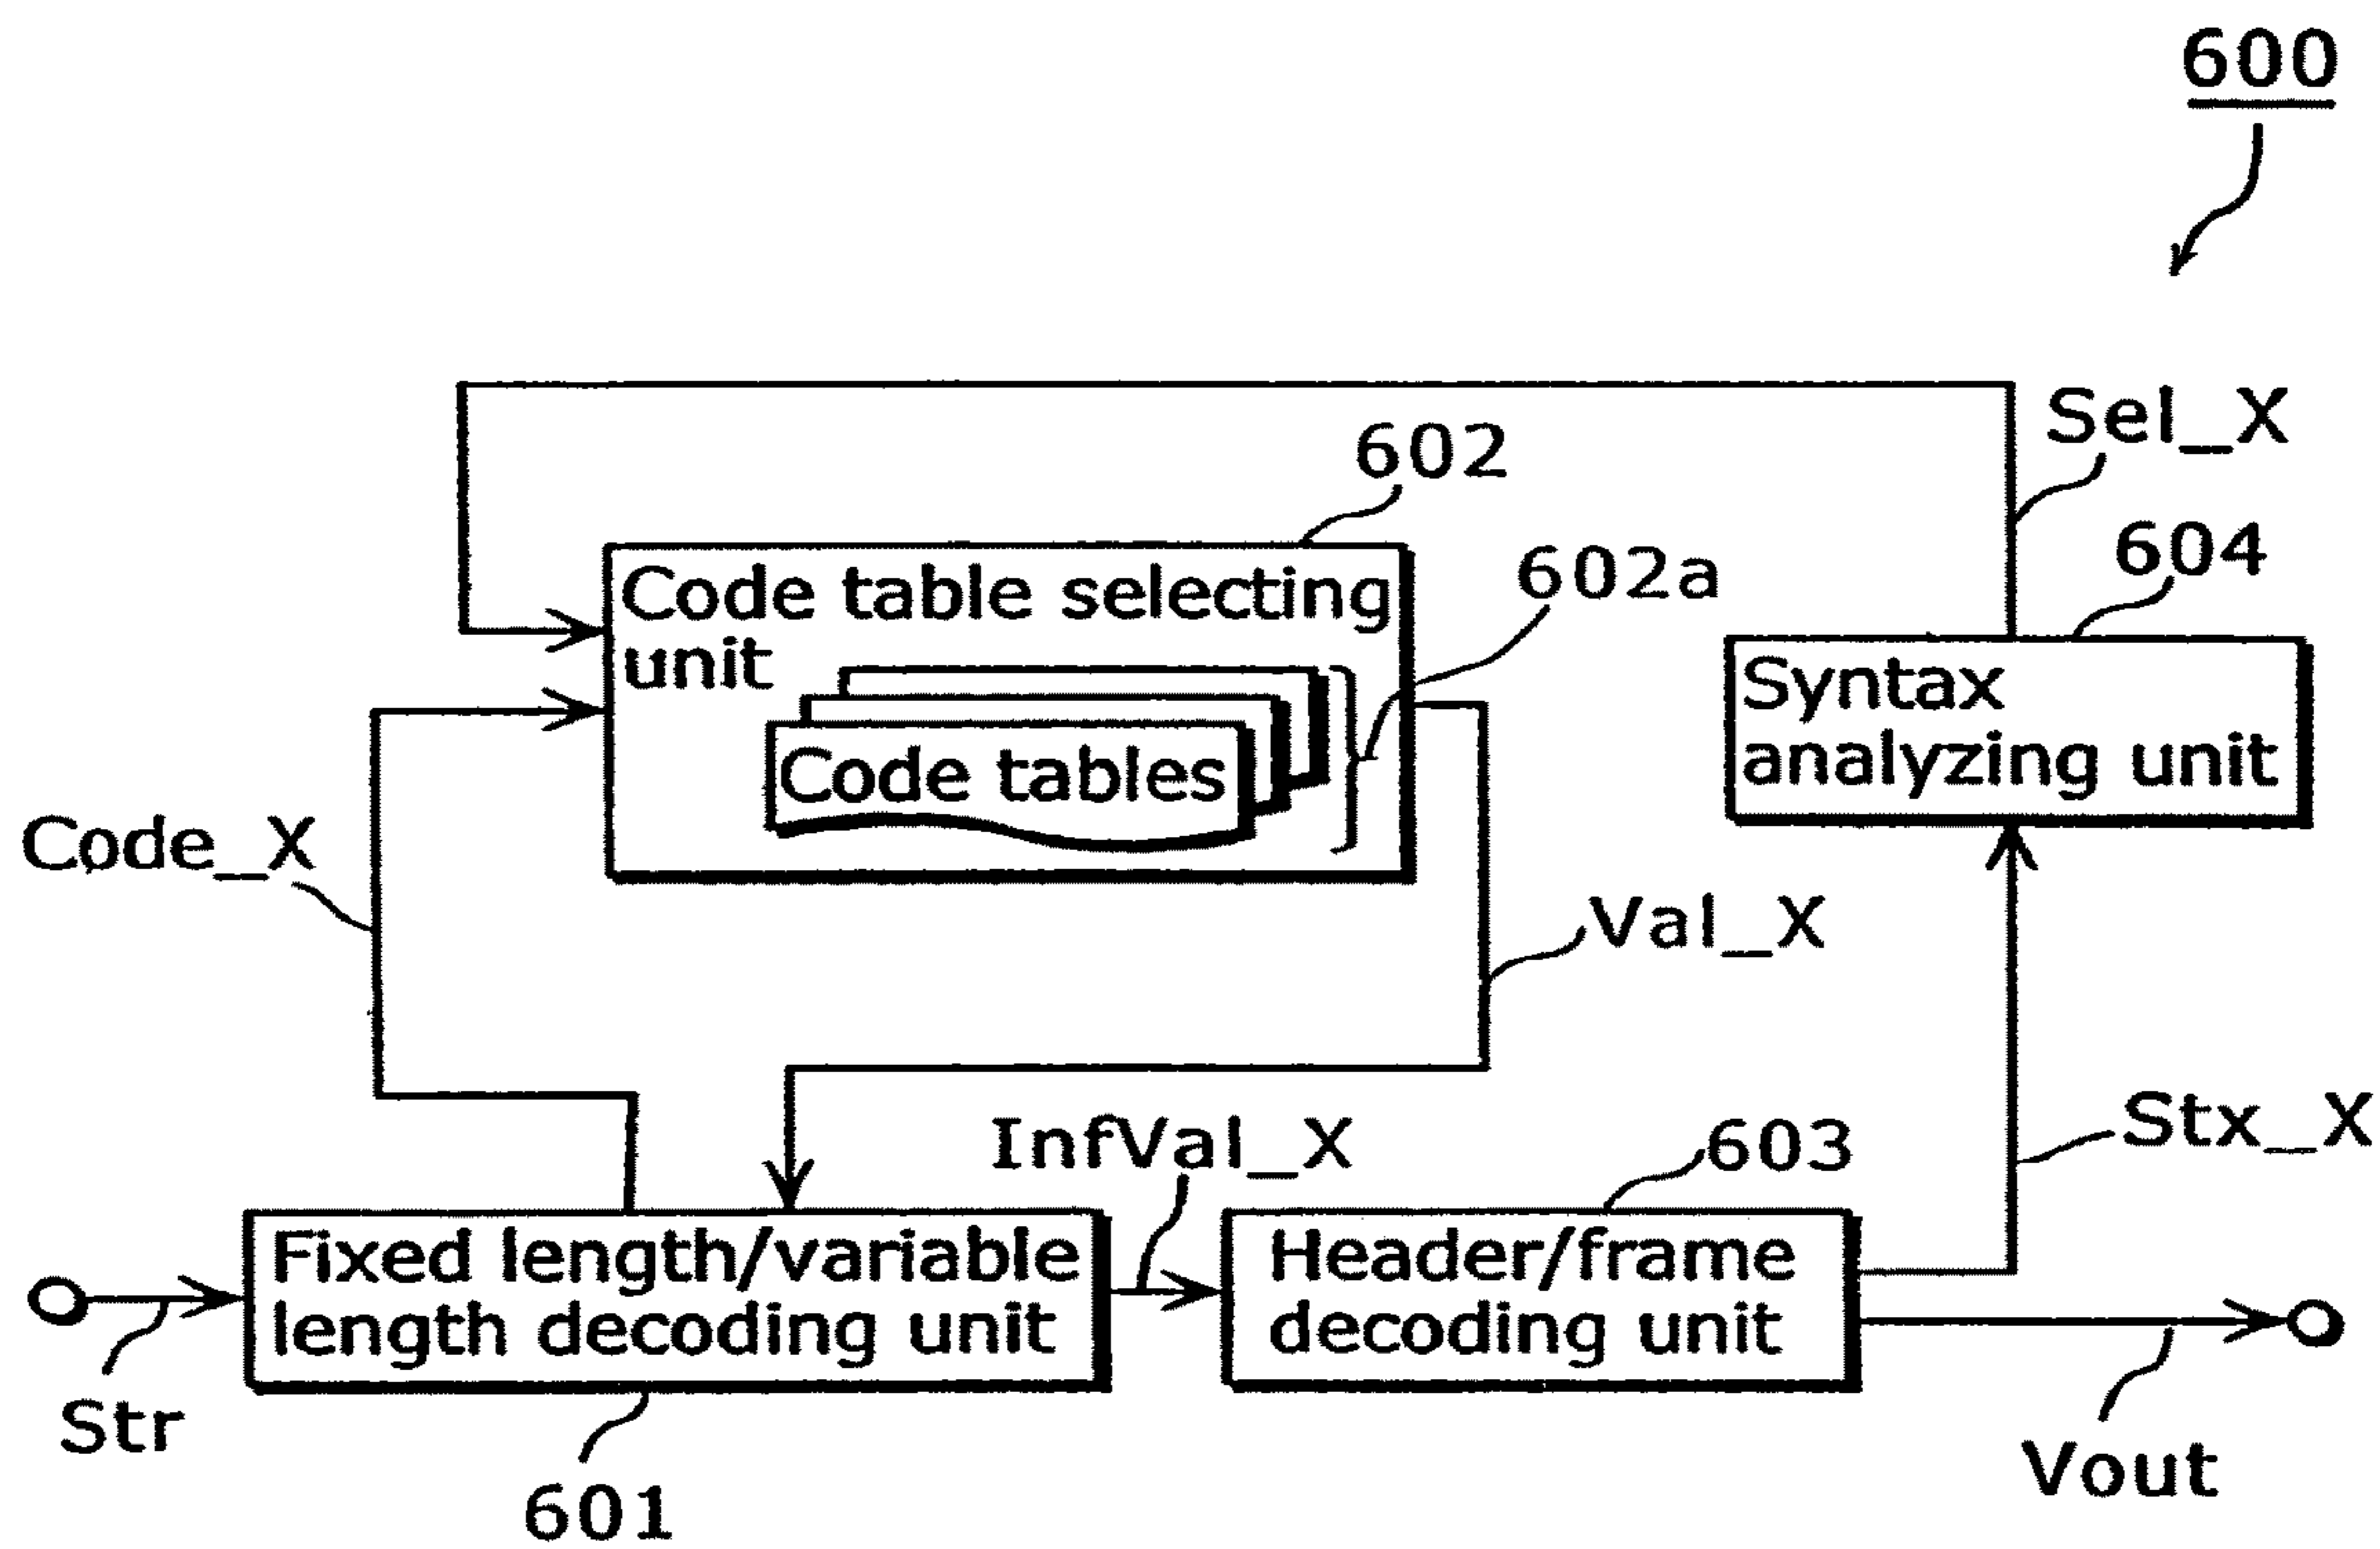 600
Sel_X
602
604
602a
Code table selecting
unit
Syntax
analyzing unit
Code tables
Code_X
Val_X
Stx_X
InfVal_X
603
Fixed length/variable
length decoding unit
Header/frame
decoding unit
Str
Vout
601